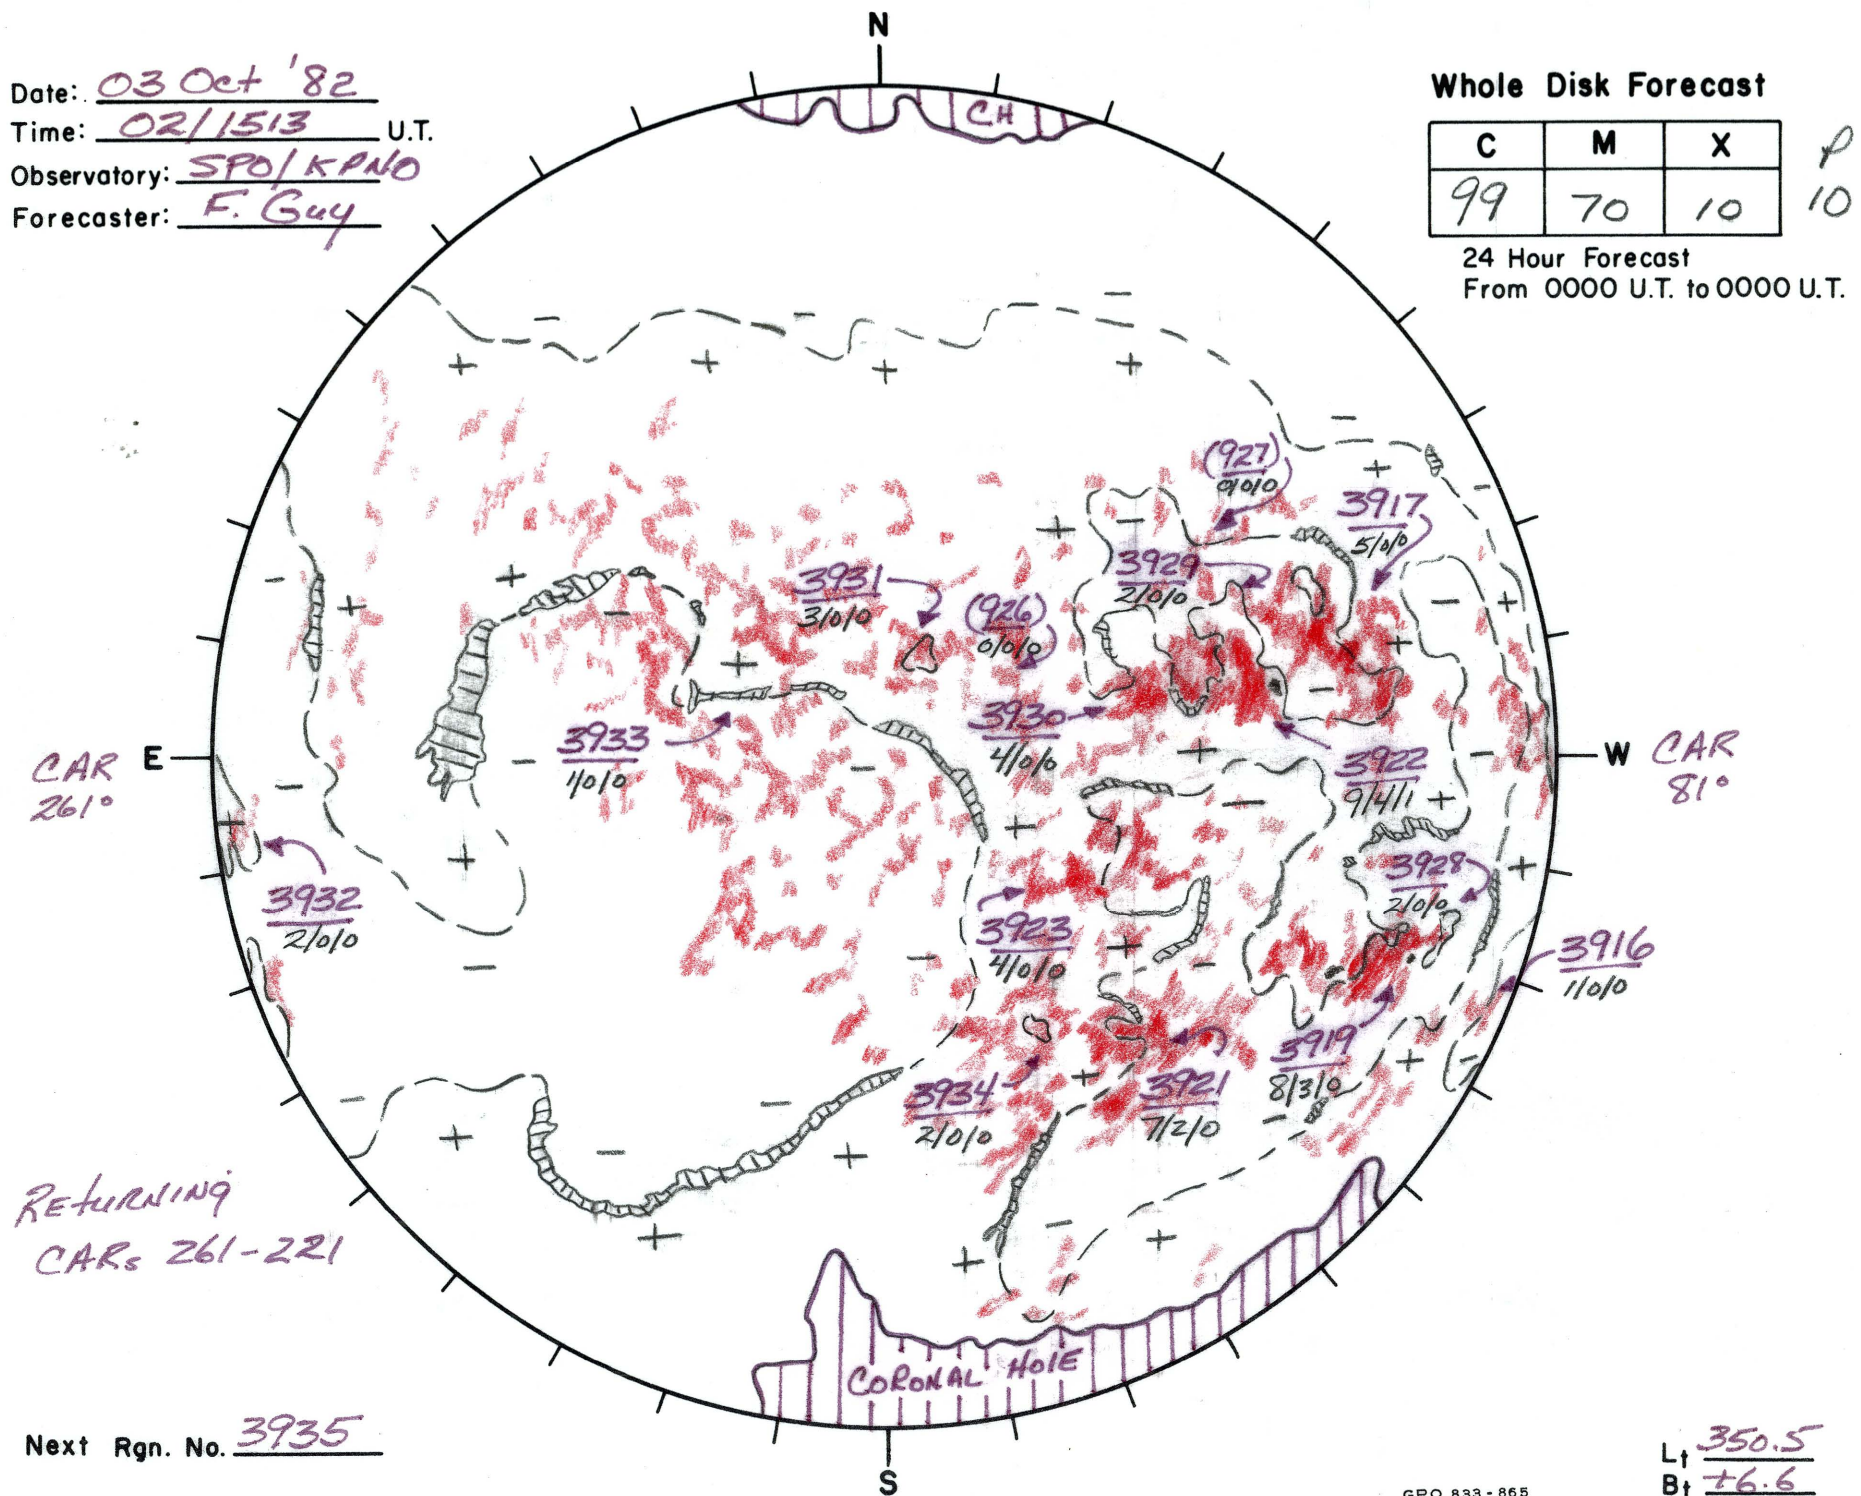 N
Date: 03 Oct '82
Time: 02/1513 U.T.
Observatory: SPO/KPNO
Forecaster: F. Guy
Whole Disk Forecast
C M X P
99 70 10 10
24 Hour Forecast
From 0000 U.T. to 0000 U.T.
CH
(927)
0/0/0
3917
5/0/0
3929
2/0/0
3931
3/0/0
(926)
0/0/0
3930
4/0/0
3933
1/0/0
3922
9/4/1
CAR
261°
E
W
CAR
81°
3928
2/0/0
3932
2/0/0
3923
4/0/0
3916
1/0/0
3919
8/3/0
3934
2/0/0
3921
7/2/0
Returning
CARs 261-221
CORONAL HOLE
Next Rgn. No. 3935
S
Lt 350.5
Bt +6.6
GPO 833-865